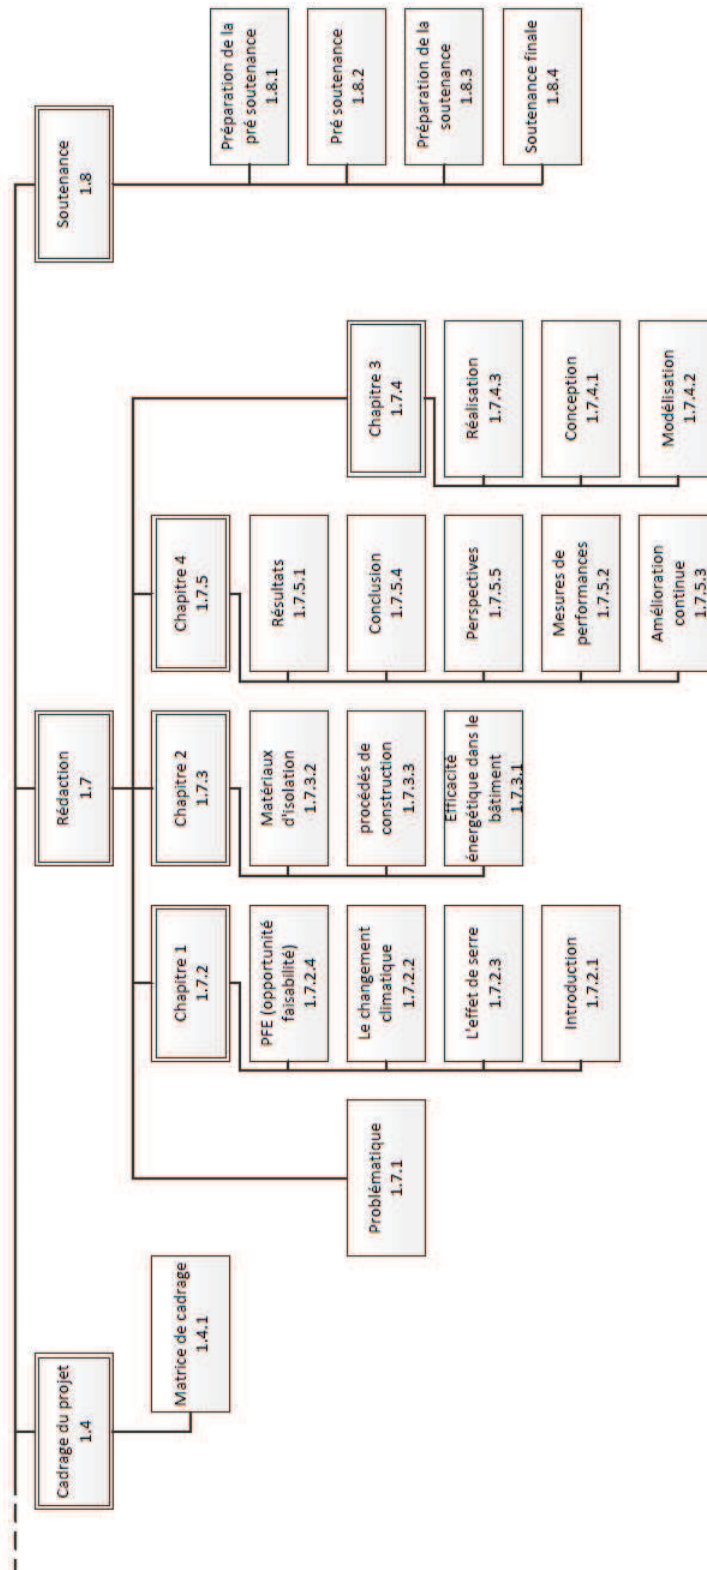 Cadrage du projet
1.4
Matrice de cadrage
1.4.1
Rédaction
1.7
Problématique
1.7.1
Chapitre 1
1.7.2
PFE (opportunité
faisabilité)
1.7.2.4
Le changement
climatique
1.7.2.2
L'effet de serre
1.7.2.3
Introduction
1.7.2.1
Chapitre 2
1.7.3
Matériaux
d'isolation
1.7.3.2
procédés de
construction
1.7.3.3
Efficacité
énergétique dans le
bâtiment
1.7.3.1
Chapitre 4
1.7.5
Résultats
1.7.5.1
Conclusion
1.7.5.4
Perspectives
1.7.5.5
Mesures de
performances
1.7.5.2
Amélioration
continue
1.7.5.3
Chapitre 3
1.7.4
Réalisation
1.7.4.3
Conception
1.7.4.1
Modélisation
1.7.4.2
Soutenance
1.8
Préparation de la
pré soutenance
1.8.1
Pré soutenance
1.8.2
Préparation de la
soutenance
1.8.3
Soutenance finale
1.8.4